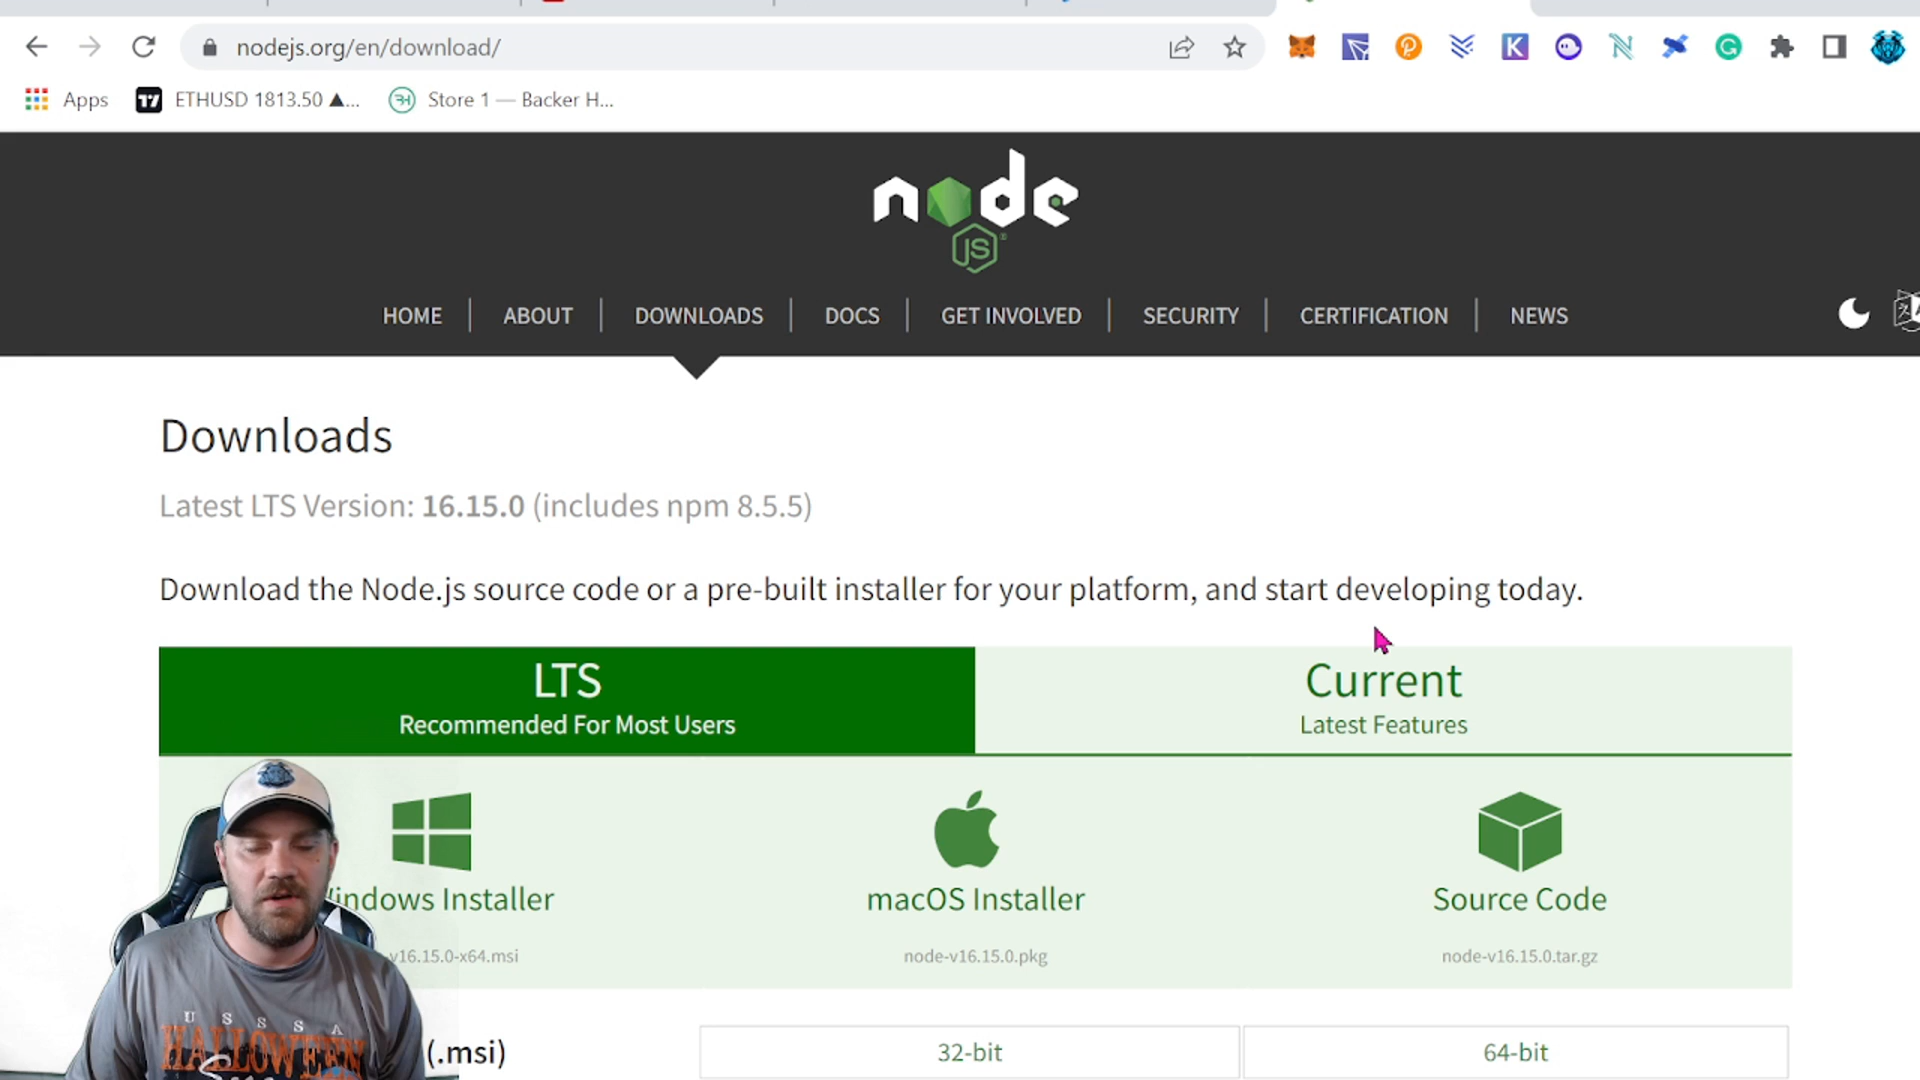 nodejs.org/en/download/
Apps
ETHUSD 1813.50 ▲...
Store 1 — Backer H...
node
JS
HOME | ABOUT | DOWNLOADS | DOCS | GET INVOLVED | SECURITY | CERTIFICATION | NEWS
Downloads
Latest LTS Version: 16.15.0 (includes npm 8.5.5)
Download the Node.js source code or a pre-built installer for your platform, and start developing today.
LTS
Recommended For Most Users
Current
Latest Features
indows Installer
v16.15.0-x64.msi
macOS Installer
node-v16.15.0.pkg
Source Code
node-v16.15.0.tar.gz
(.msi)
32-bit
64-bit
USSSA
HALLOWEEN